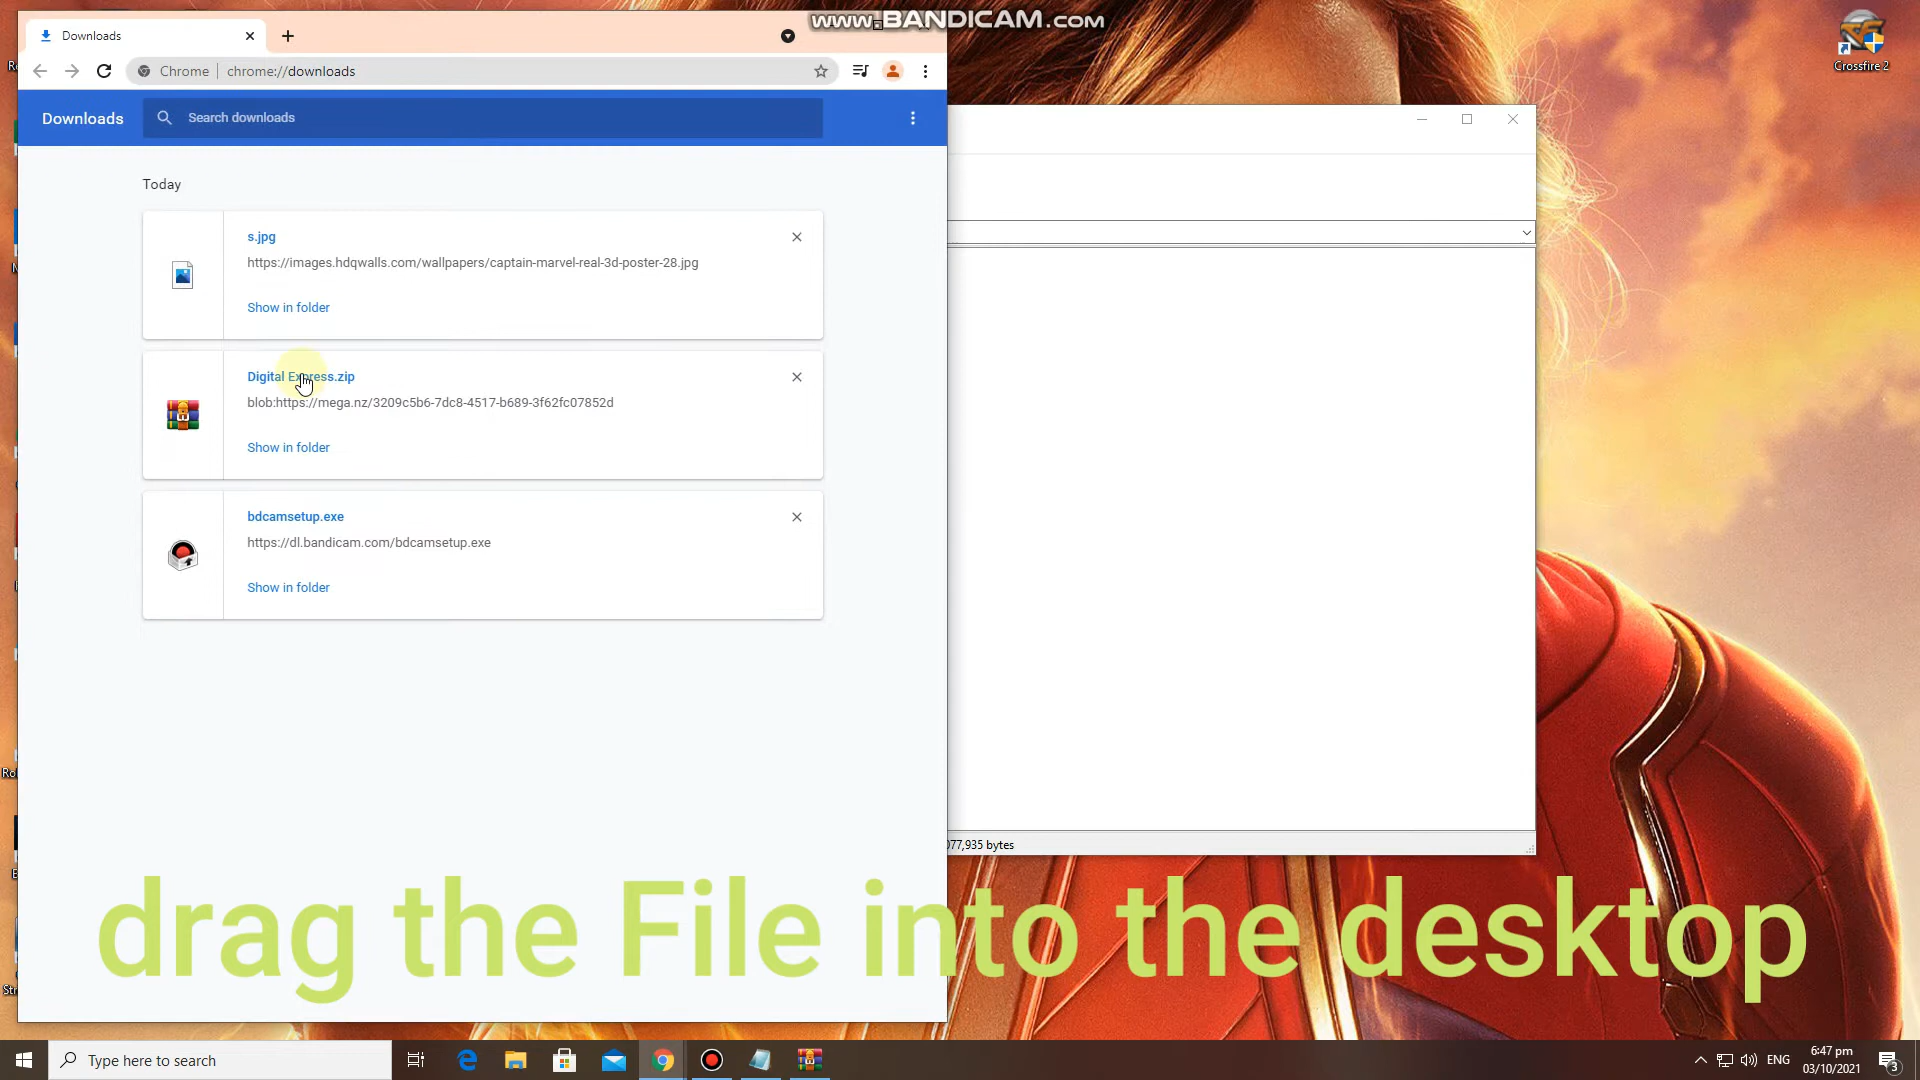 www.BANDICAM.com
Downloads
Crossfire 2
Chrome
chrome://downloads
Downloads
Search downloads
Today
s.jpg
https://images.hdqwalls.com/wallpapers/captain-marvel-real-3d-poster-28.jpg
Show in folder
Digital Express.zip
blob:https://mega.nz/3209c5b6-7dc8-4517-b689-3f62fc07852d
Show in folder
bdcamsetup.exe
https://dl.bandicam.com/bdcamsetup.exe
Show in folder
077,935 bytes
drag the File into the desktop
Type here to search
ENG
6:47 pm
03/10/2021
3